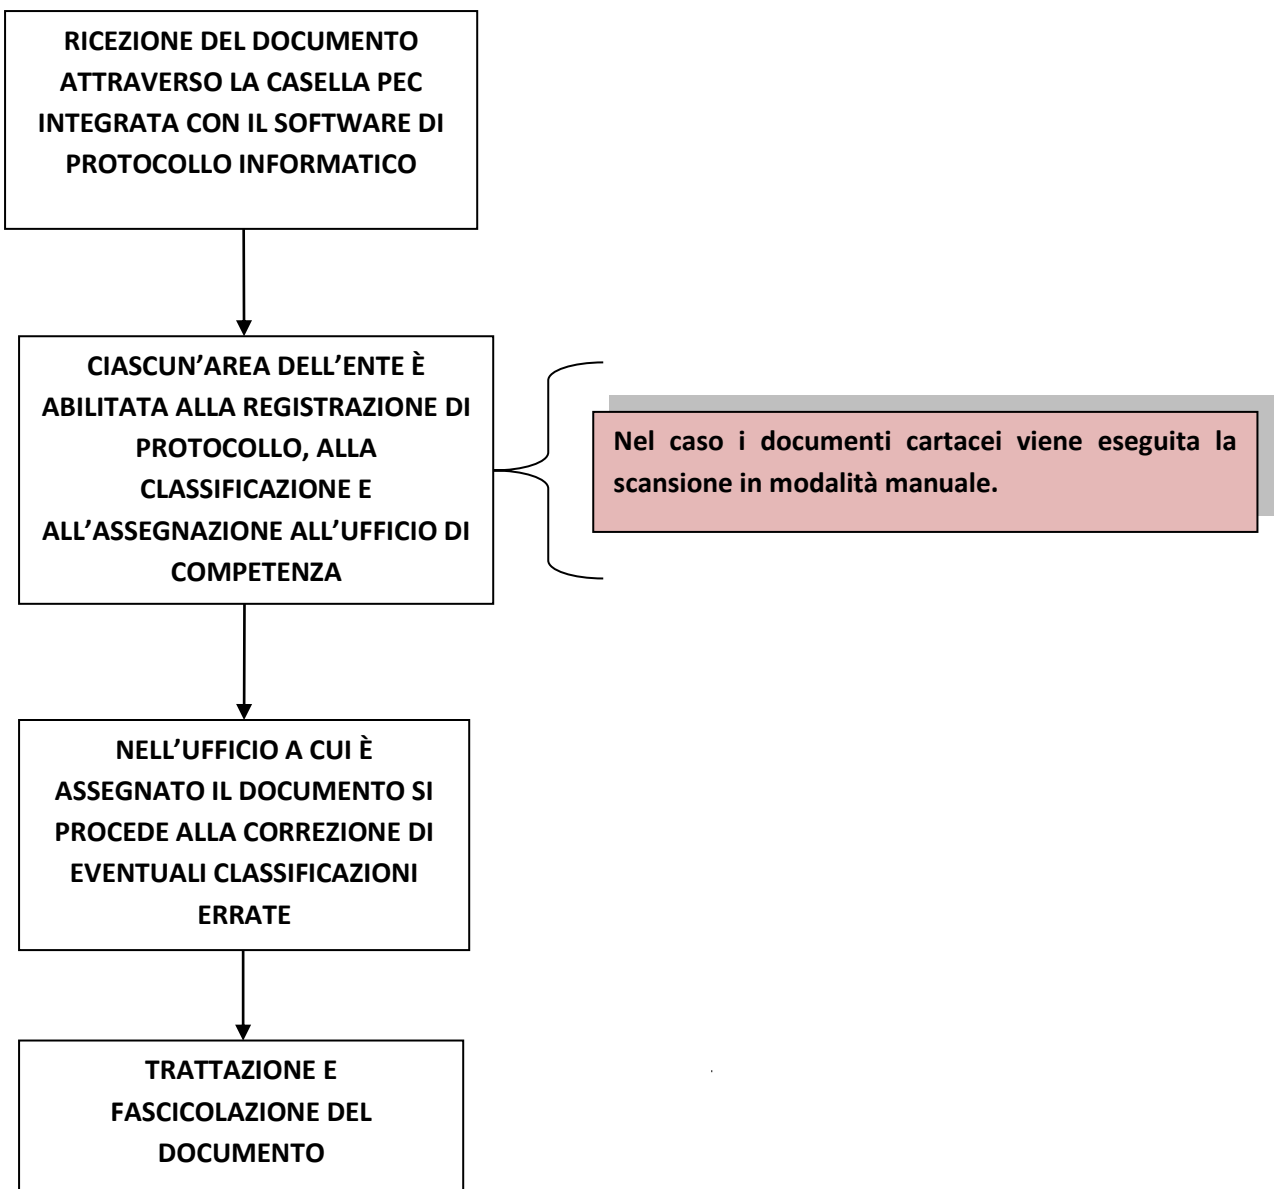 RICEZIONE DEL DOCUMENTO
ATTRAVERSO LA CASELLA PEC
INTEGRATA CON IL SOFTWARE DI
PROTOCOLLO INFORMATICO
CIASCUN’AREA DELL’ENTE È
ABILITATA ALLA REGISTRAZIONE DI
PROTOCOLLO, ALLA
CLASSIFICAZIONE E
ALL’ASSEGNAZIONE ALL’UFFICIO DI
COMPETENZA
Nel caso i documenti cartacei viene eseguita la
scansione in modalità manuale.
NELL’UFFICIO A CUI È
ASSEGNATO IL DOCUMENTO SI
PROCEDE ALLA CORREZIONE DI
EVENTUALI CLASSIFICAZIONI
ERRATE
TRATTAZIONE E
FASCICOLAZIONE DEL
DOCUMENTO